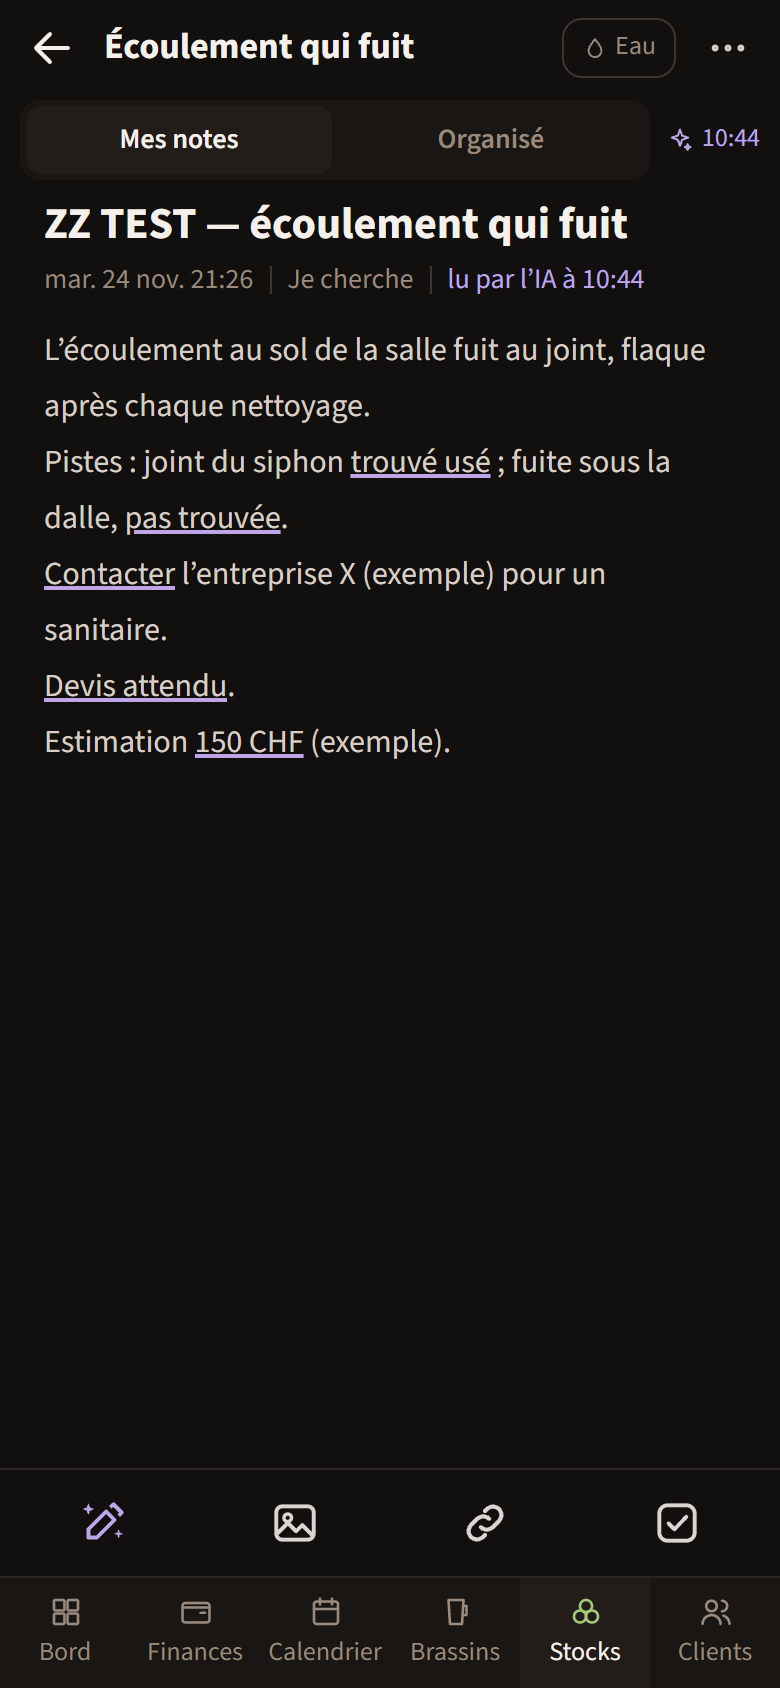 Écoulement qui fuit
Eau
Mes notes
Organisé
10:44
ZZ TEST — écoulement qui fuit
mar. 24 nov. 21:26 | Je cherche | lu par l’IA à 10:44
L’écoulement au sol de la salle fuit au joint, flaque
après chaque nettoyage.
Pistes : joint du siphon trouvé usé ; fuite sous la
dalle, pas trouvée.
Contacter l’entreprise X (exemple) pour un
sanitaire.
Devis attendu.
Estimation 150 CHF (exemple).
Bord
Finances
Calendrier
Brassins
Stocks
Clients